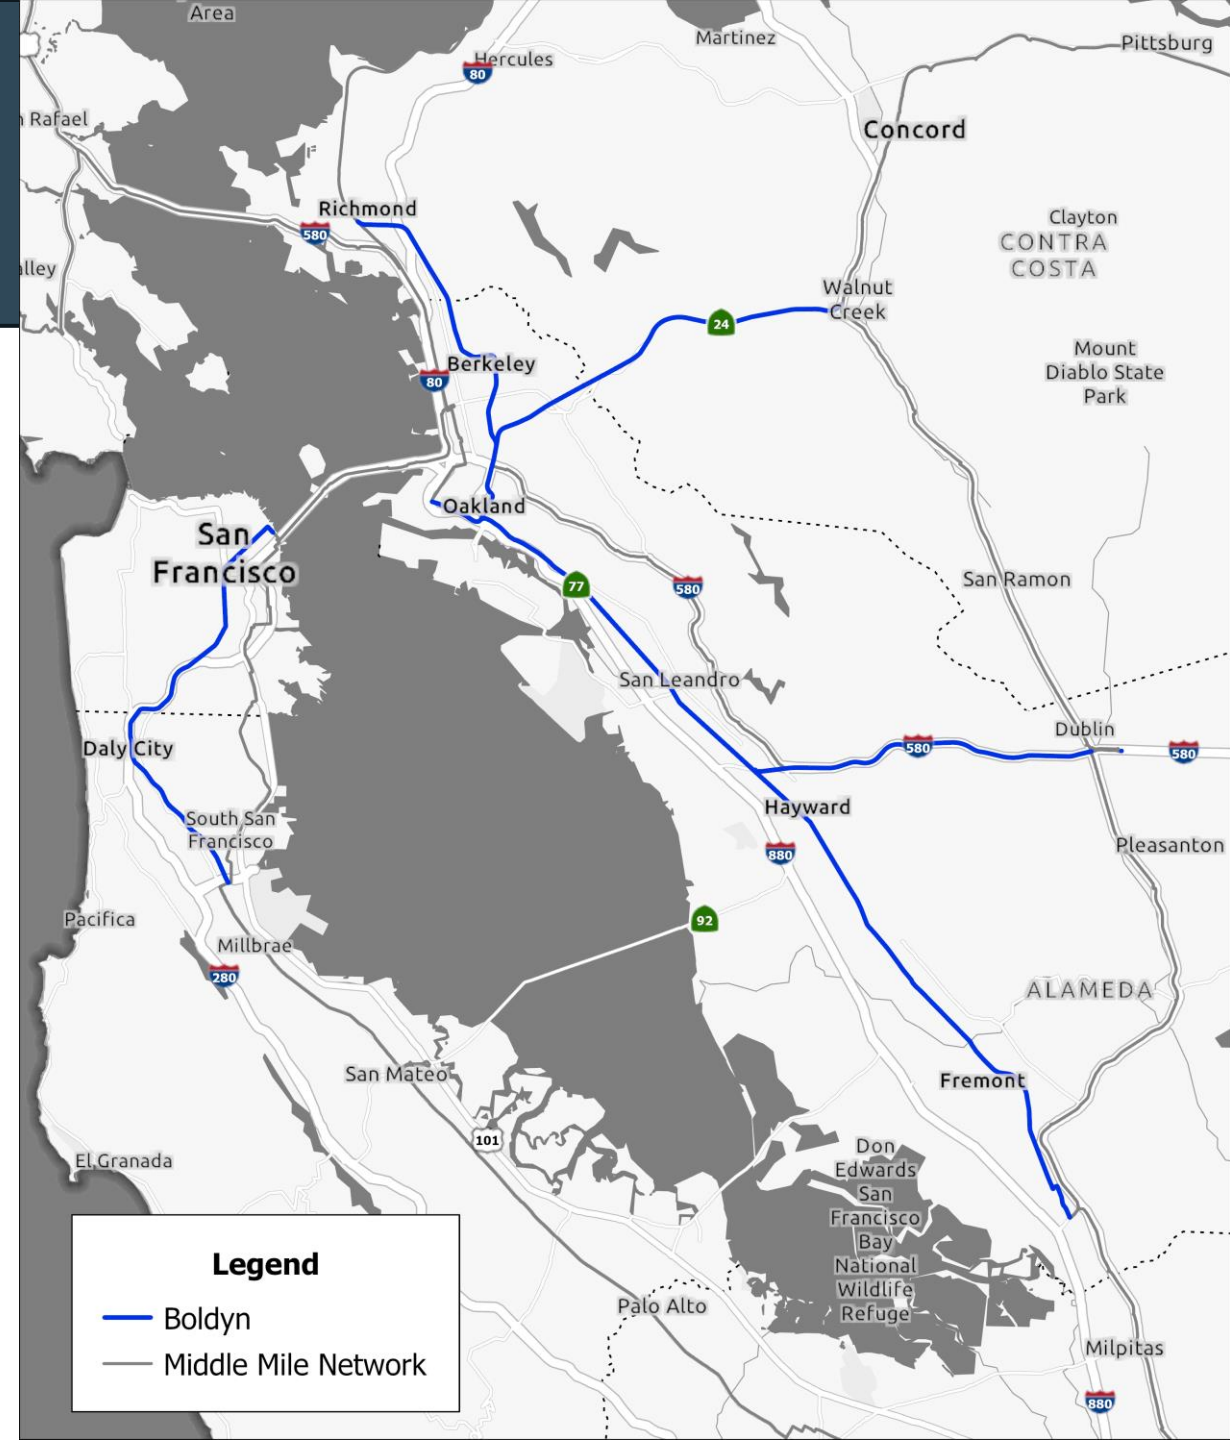 Area
Martinez
Pittsburg
Hercules
80
Rafael
Concord
Richmond
580
Clayton
CONTRA
COSTA
alley
Walnut
Creek
24
Mount
Diablo State
Park
Berkeley
80
Oakland
San
Francisco
77
580
San Ramon
San Leandro
Dublin
580
580
Daly City
Hayward
South San
Francisco
880
Pleasanton
Pacifica
92
Millbrae
280
ALAMEDA
San Mateo
Fremont
101
El Granada
Don
Edwards
San
Francisco
Bay
National
Wildlife
Refuge
Palo Alto
Milpitas
880
Legend
Boldyn
Middle Mile Network